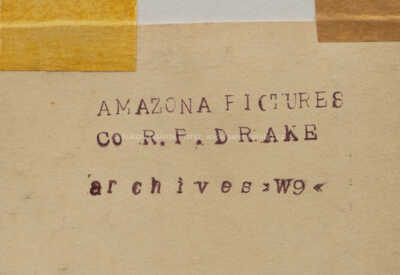 AMAZONA PICTURES
CO R.P. DRAKE
archives »W9«